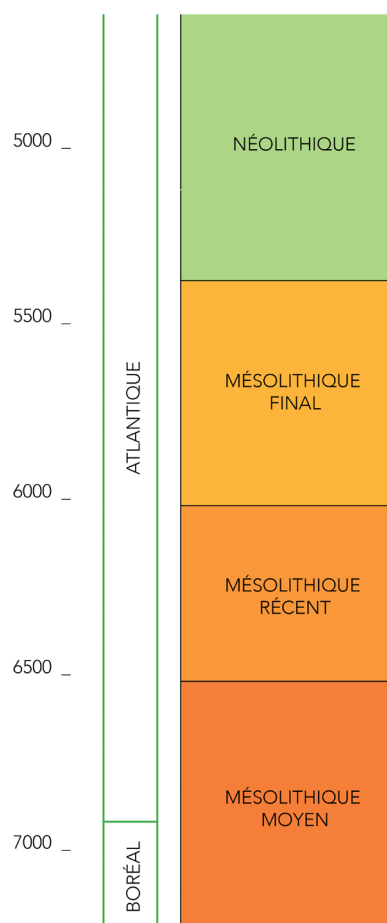 5000 _
NÉOLITHIQUE
5500 _
MÉSOLITHIQUE
FINAL
ATLANTIQUE
6000 _
MÉSOLITHIQUE
RÉCENT
6500 _
MÉSOLITHIQUE
MOYEN
7000 _
BORÉAL